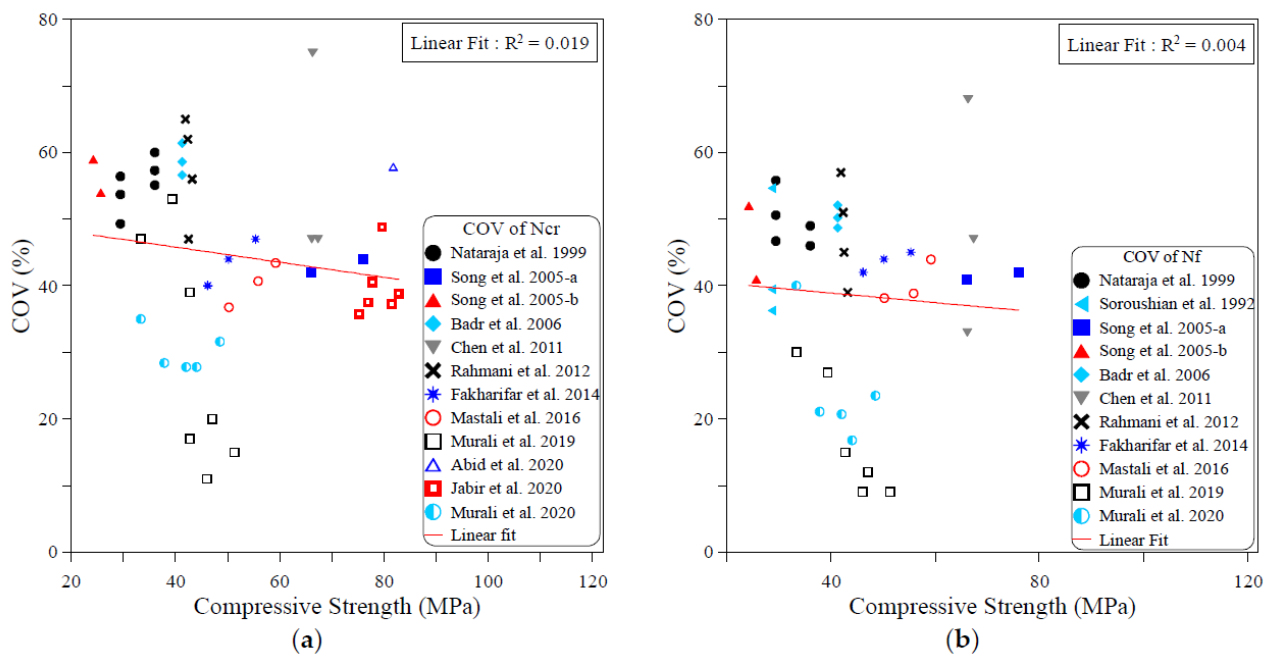 80
60
40
20
0
COV (%)
20
40
60
80
100
120
Compressive Strength (MPa)
Linear Fit : R² = 0.019
COV of Ncr
Nataraja et al. 1999
Song et al. 2005-a
Song et al. 2005-b
Badr et al. 2006
Chen et al. 2011
Rahmani et al. 2012
Fakharifar et al. 2014
Mastali et al. 2016
Murali et al. 2019
Abid et al. 2020
Jabir et al. 2020
Murali et al. 2020
Linear fit
(a)
80
60
40
20
0
COV (%)
40
80
120
Compressive Strength (MPa)
Linear Fit : R² = 0.004
COV of Nf
Nataraja et al. 1999
Soroushian et al. 1992
Song et al. 2005-a
Song et al. 2005-b
Badr et al. 2006
Chen et al. 2011
Rahmani et al. 2012
Fakharifar et al. 2014
Mastali et al. 2016
Murali et al. 2019
Murali et al. 2020
Linear Fit
(b)